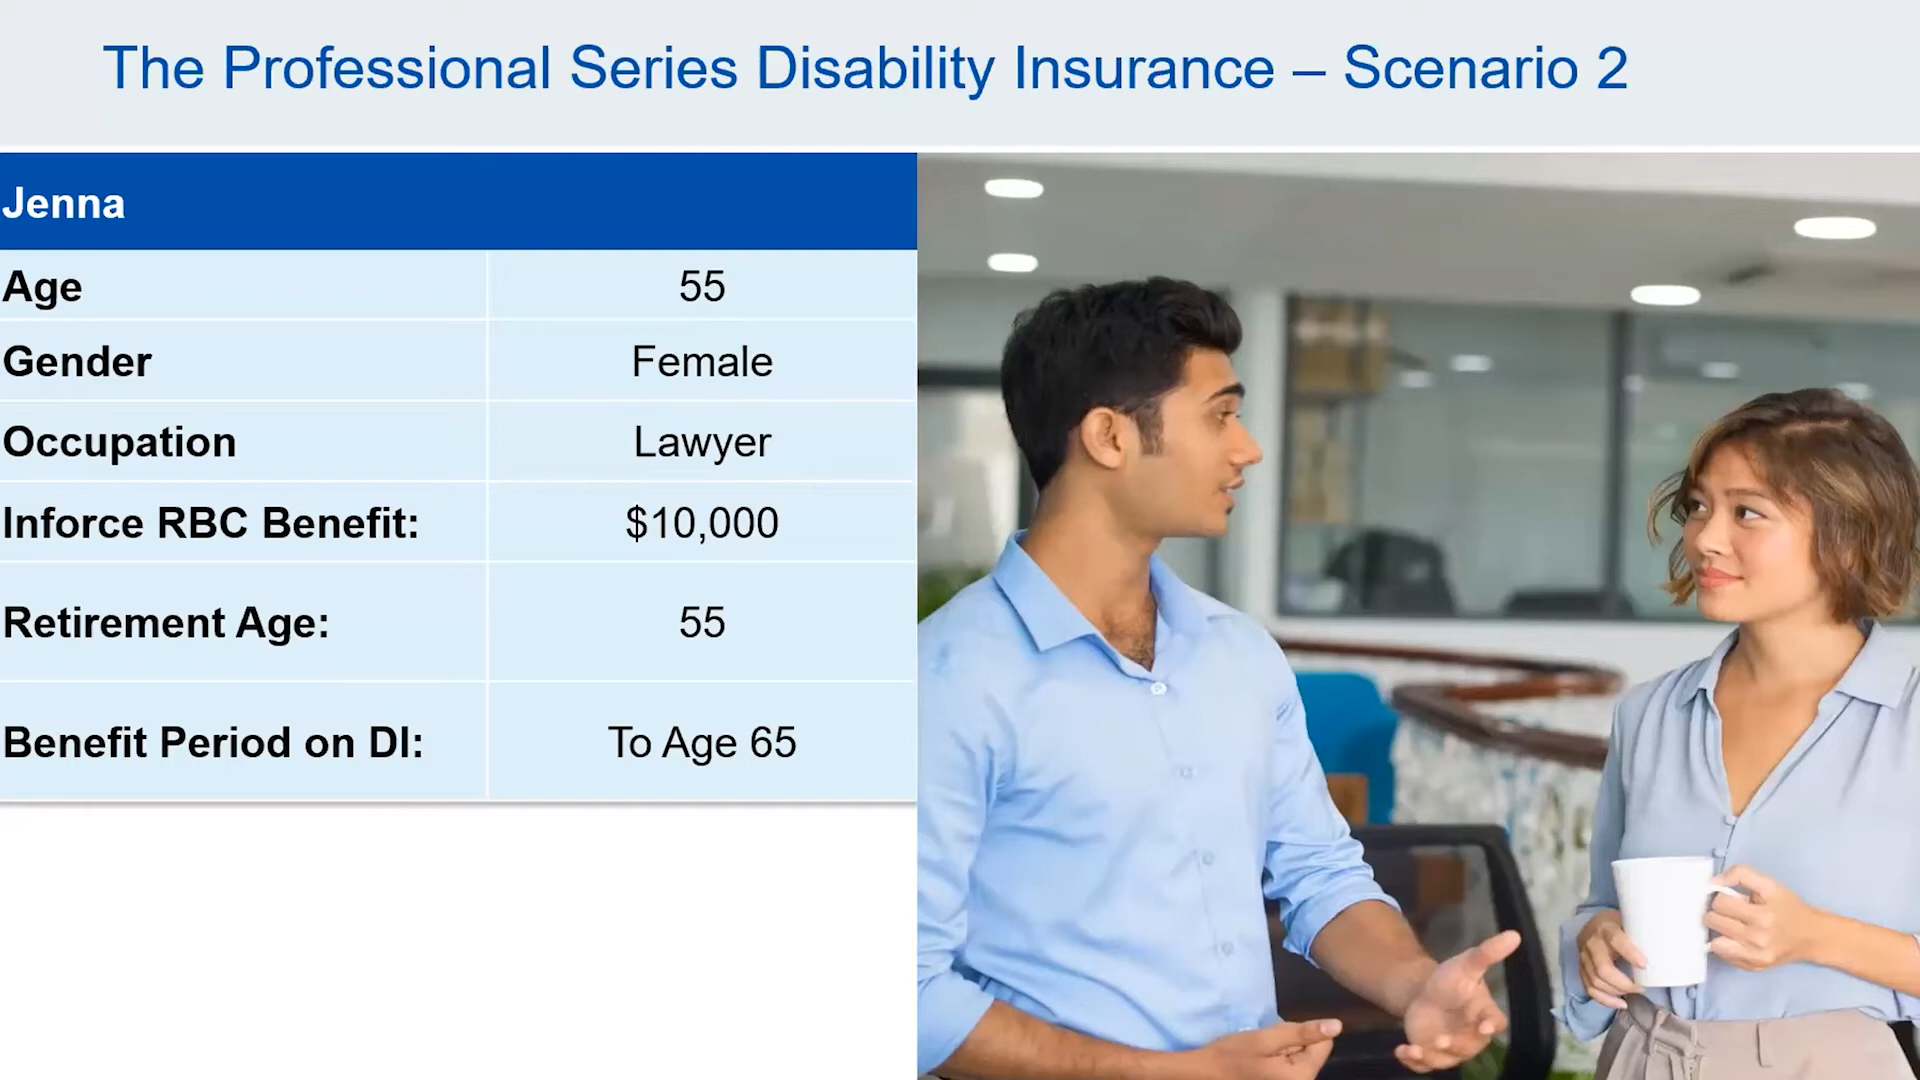 The Professional Series Disability Insurance – Scenario 2
Jenna
Age 55
Gender Female
Occupation Lawyer
Inforce RBC Benefit: $10,000
Retirement Age: 55
Benefit Period on DI: To Age 65